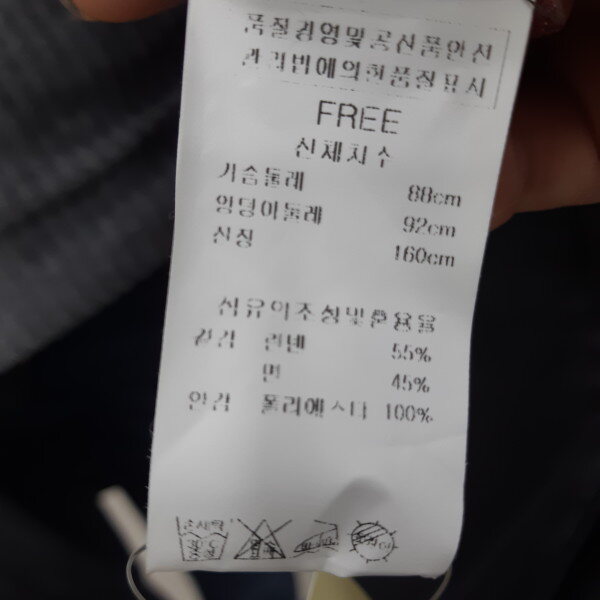 품질경영및공산품안전
관리법에의한품질표시
FREE
신체치수
가슴둘레 88cm
엉덩이둘레 92cm
신장 160cm
섬유의조성및혼용율
겉감 린넨 55%
면 45%
안감 폴리에스터 100%
손세탁